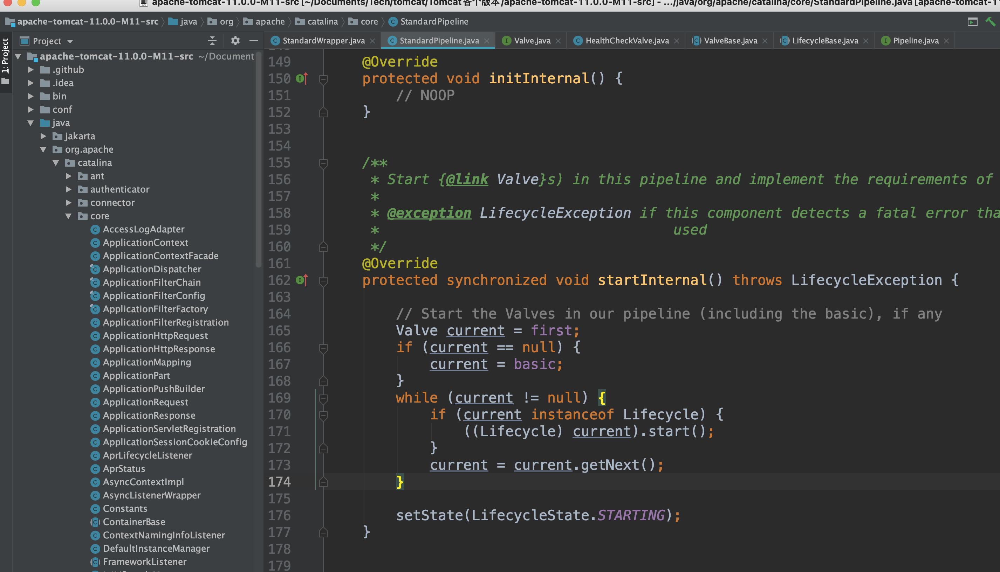 apache-tomcat-11.0.0-M11-src [~/Documents/Tech/tomcat/Tomcat各个版本/apache-tomcat-11.0.0-M11-src] - .../java/org/apache/catalina/core/StandardPipeline.java [apache-tomcat-11
apache-tomcat-11.0.0-M11-src java org apache catalina core StandardPipeline
1: Project
Project
StandardWrapper.java StandardPipeline.java Valve.java HealthCheckValve.java ValveBase.java LifecycleBase.java Pipeline.java
apache-tomcat-11.0.0-M11-src ~/Document
.github
.idea
bin
conf
java
jakarta
org.apache
catalina
ant
authenticator
connector
core
AccessLogAdapter
ApplicationContext
ApplicationContextFacade
ApplicationDispatcher
ApplicationFilterChain
ApplicationFilterConfig
ApplicationFilterFactory
ApplicationFilterRegistration
ApplicationHttpRequest
ApplicationHttpResponse
ApplicationMapping
ApplicationPart
ApplicationPushBuilder
ApplicationRequest
ApplicationResponse
ApplicationServletRegistration
ApplicationSessionCookieConfig
AprLifecycleListener
AprStatus
AsyncContextImpl
AsyncListenerWrapper
Constants
ContainerBase
ContextNamingInfoListener
DefaultInstanceManager
FrameworkListener
149 @Override
150 protected void initInternal() {
151 // NOOP
152 }
153
154
155 /**
156 * Start {@link Valve}s) in this pipeline and implement the requirements of
157 *
158 * @exception LifecycleException if this component detects a fatal error tha
159 * used
160 */
161 @Override
162 protected synchronized void startInternal() throws LifecycleException {
163
164 // Start the Valves in our pipeline (including the basic), if any
165 Valve current = first;
166 if (current == null) {
167 current = basic;
168 }
169 while (current != null) {
170 if (current instanceof Lifecycle) {
171 ((Lifecycle) current).start();
172 }
173 current = current.getNext();
174 }
175
176 setState(LifecycleState.STARTING);
177 }
178
179